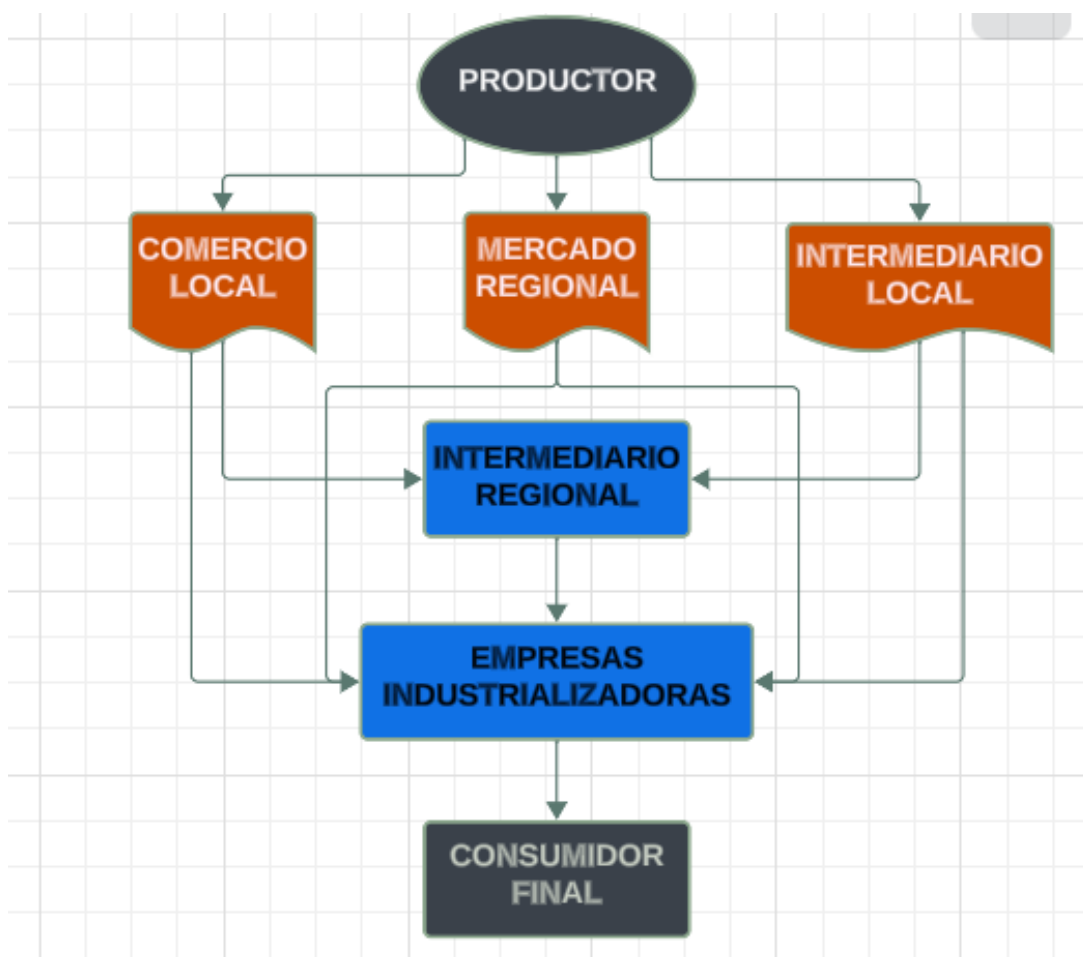 PRODUCTOR
COMERCIO
LOCAL
MERCADO
REGIONAL
INTERMEDIARIO
LOCAL
INTERMEDIARIO
REGIONAL
EMPRESAS
INDUSTRIALIZADORAS
CONSUMIDOR
FINAL